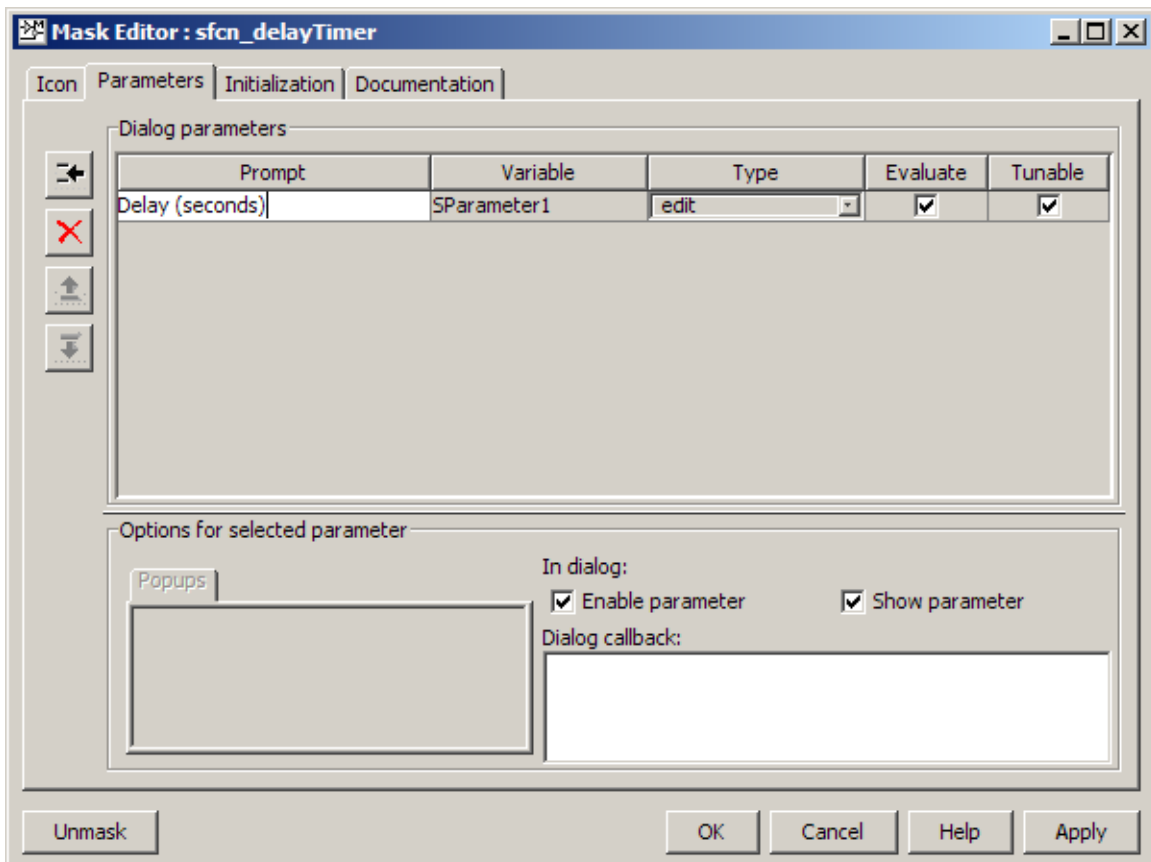 Mask Editor : sfcn_delayTimer
Icon Parameters Initialization Documentation
Dialog parameters
Prompt Variable Type Evaluate Tunable
Delay (seconds) SParameter1 edit
Options for selected parameter
Popups
In dialog:
Enable parameter Show parameter
Dialog callback:
Unmask OK Cancel Help Apply